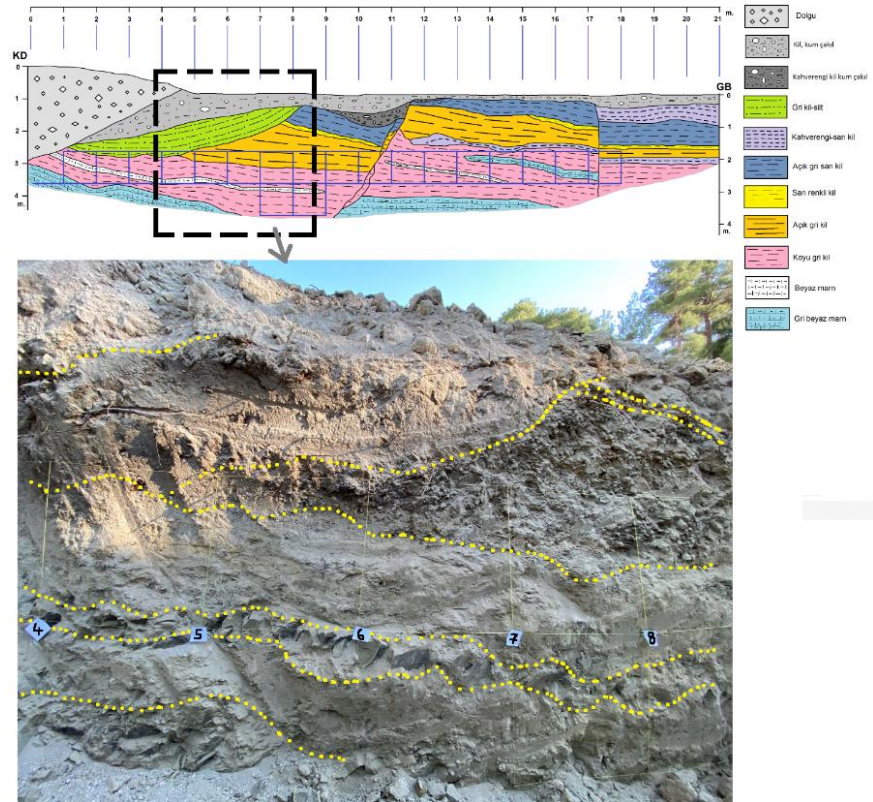 0 1 2 3 4 5 6 7 8 9 10 11 12 13 14 15 16 17 18 19 20 21
m.
KD
GB
0
1
2
3
4
m.
0
1
2
3
4
m.
Dolgu
Kil, kum çakıl
Kahverengi kil kum çakıl
Gri kil-silt
Kahverengi-sarı kil
Açık gri sarı kil
Sarı renkli kil
Açık gri kil
Koyu gri kil
Beyaz marn
Gri beyaz marn
4 5 6 7 8